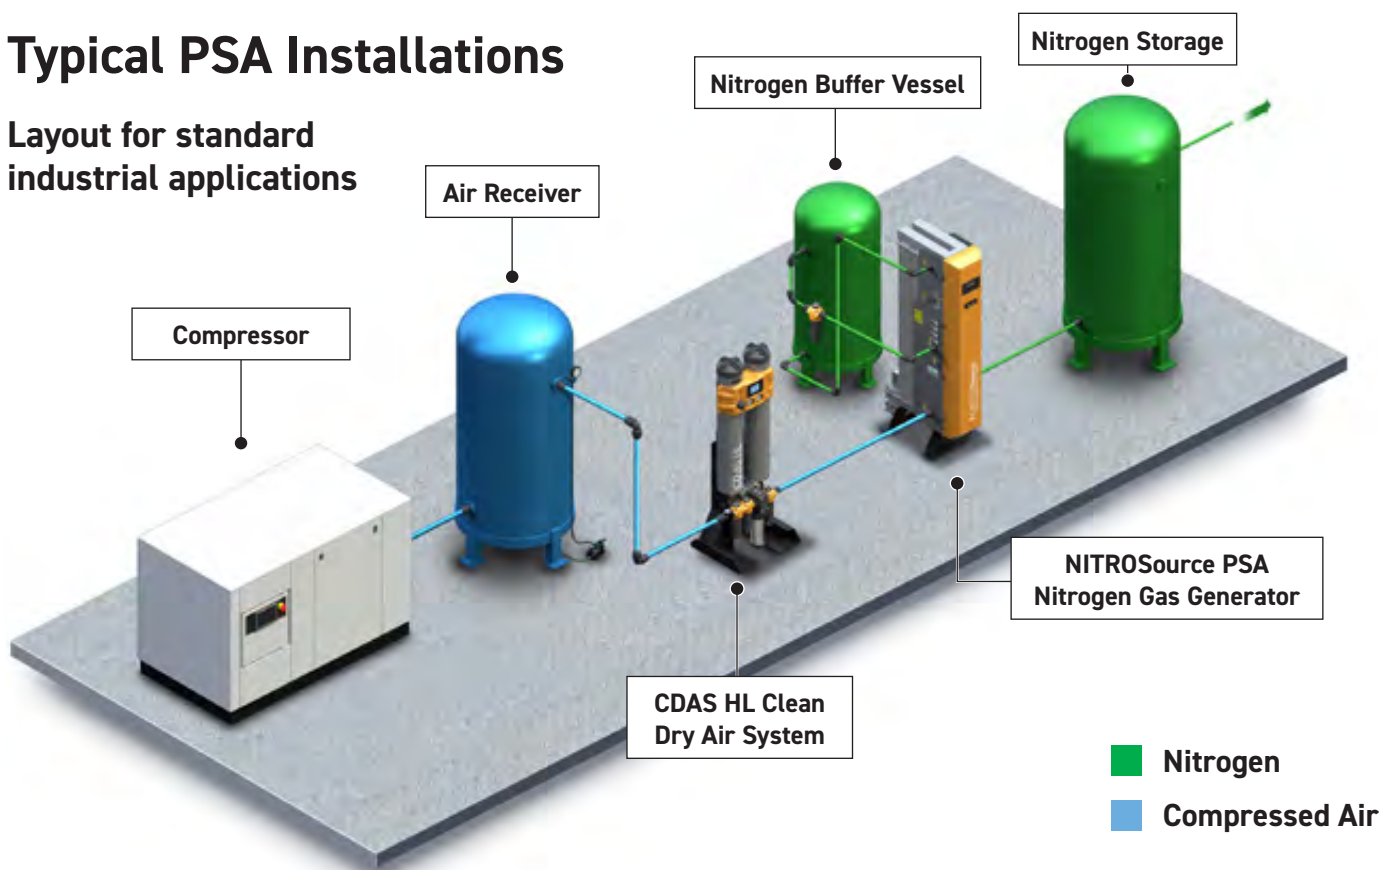 Typical PSA Installations
Layout for standard
industrial applications
Nitrogen Storage
Nitrogen Buffer Vessel
Air Receiver
Compressor
NITROSource PSA
Nitrogen Gas Generator
CDAS HL Clean
Dry Air System
Nitrogen
Compressed Air